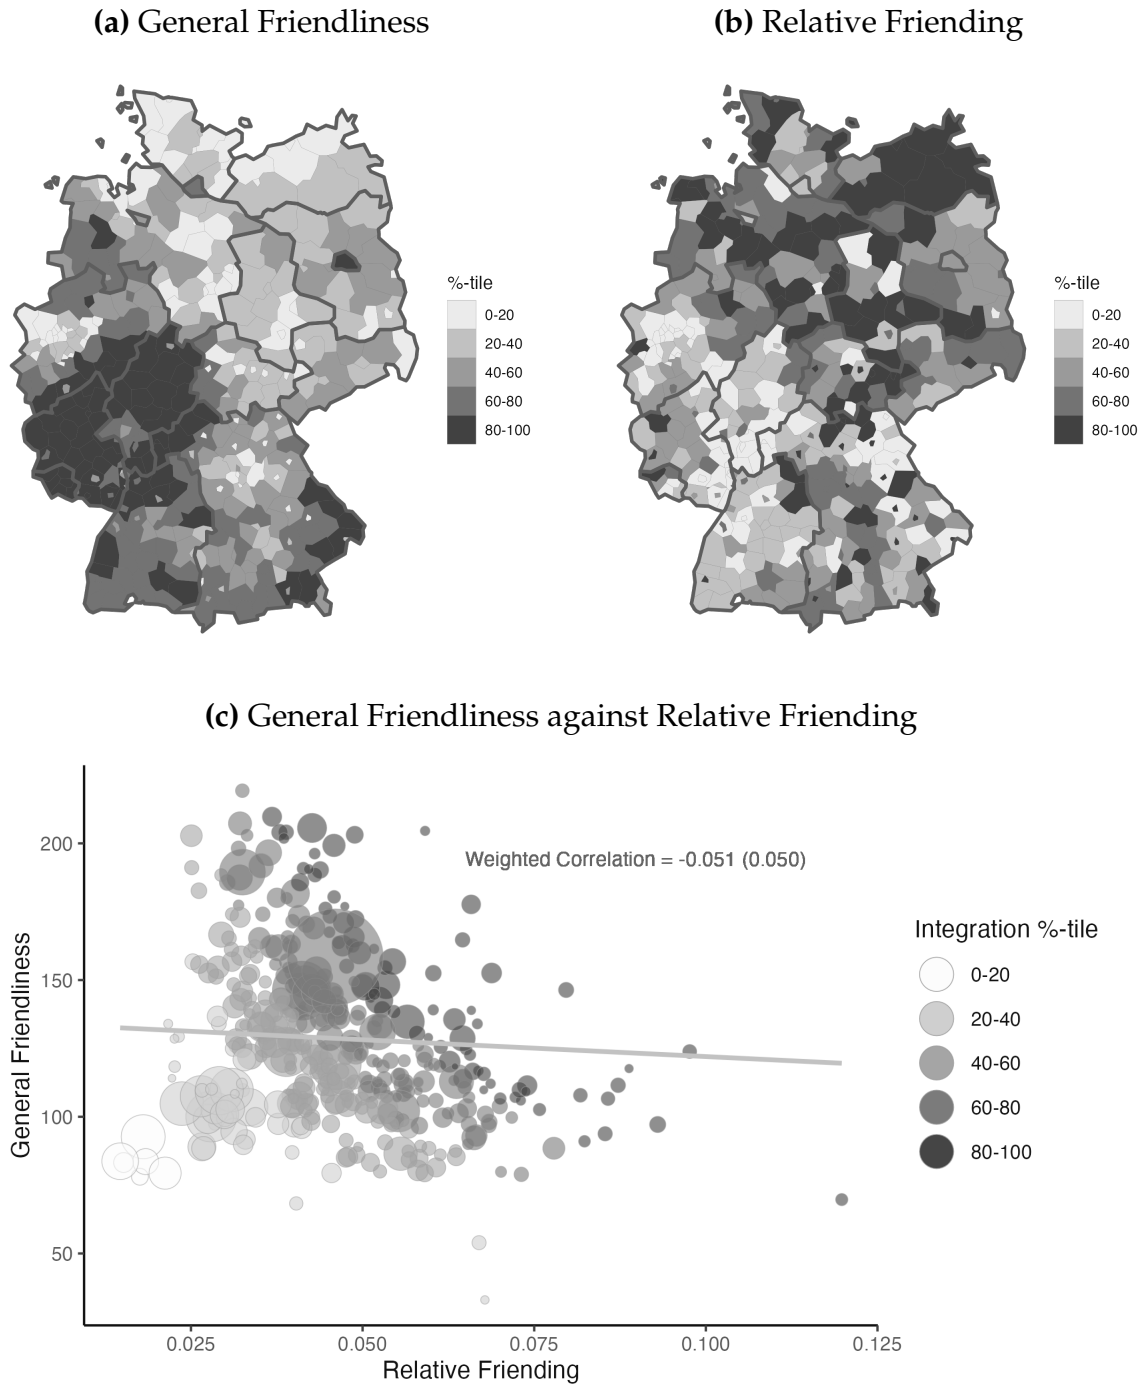 (a) General Friendliness
(b) Relative Friending
%-tile
0-20
20-40
40-60
60-80
80-100
%-tile
0-20
20-40
40-60
60-80
80-100
(c) General Friendliness against Relative Friending
200
150
100
50
General Friendliness
Weighted Correlation = -0.051 (0.050)
Integration %-tile
0-20
20-40
40-60
60-80
80-100
0.025 0.050 0.075 0.100 0.125
Relative Friending